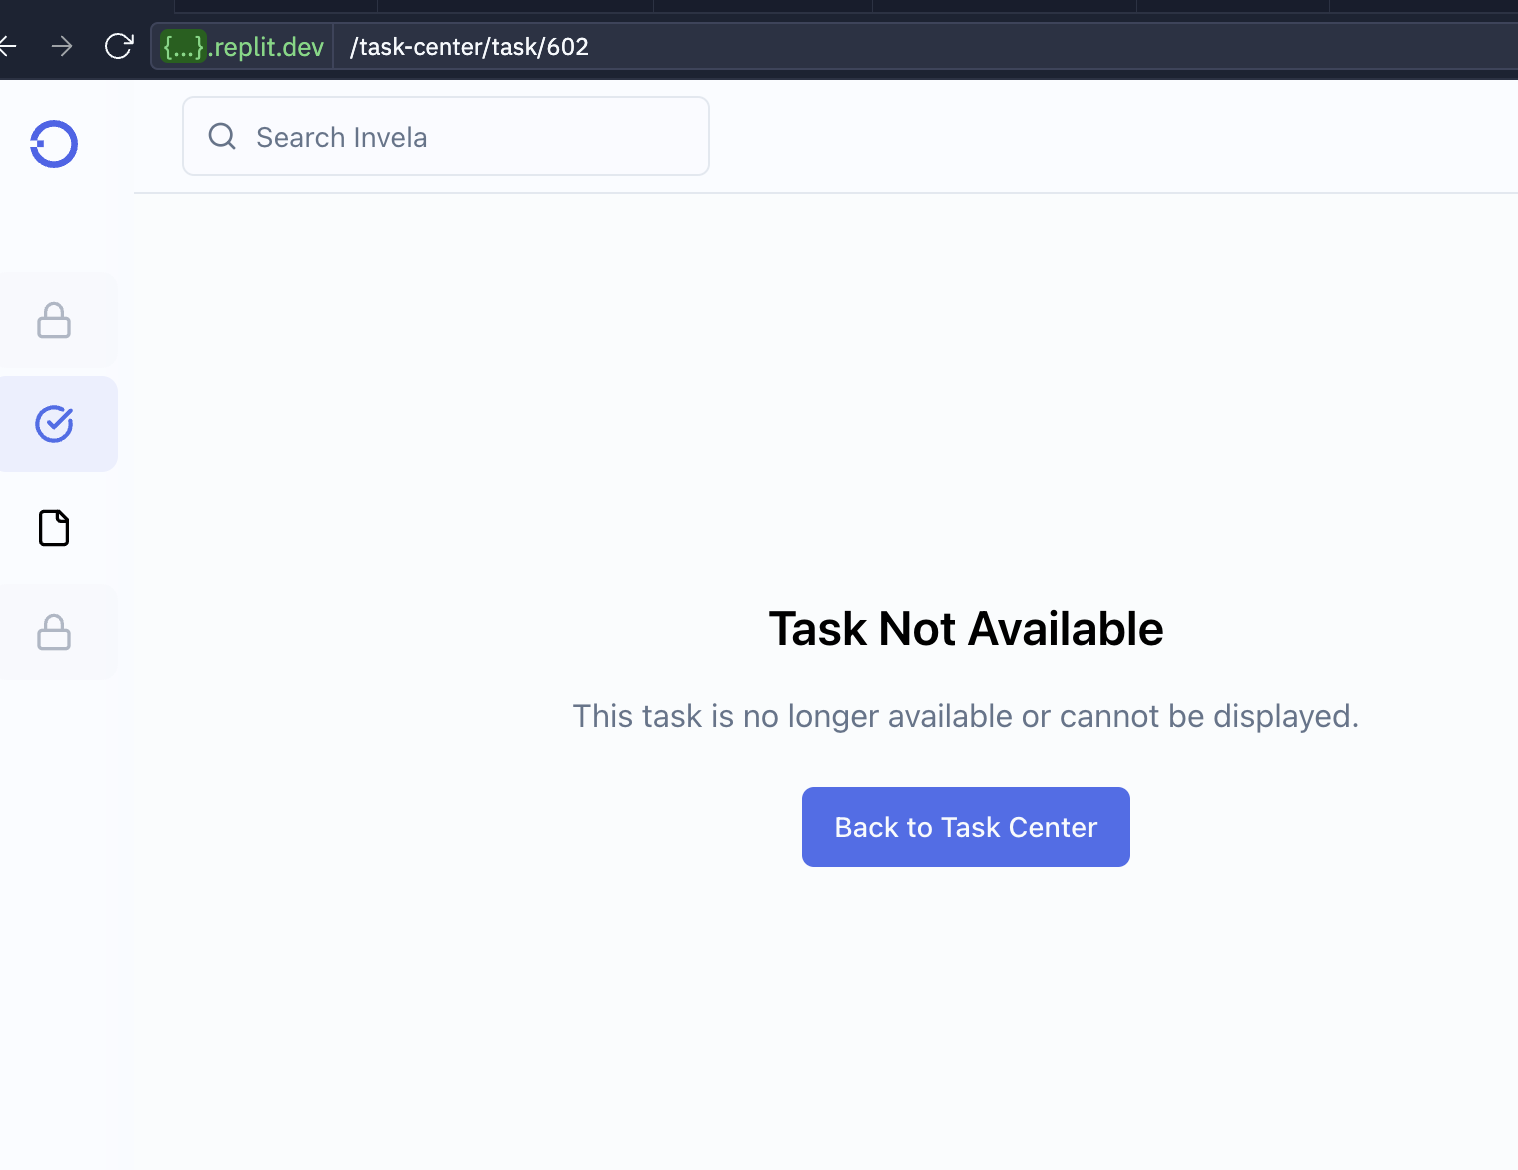 {...}.replit.dev /task-center/task/602
Search Invela
Task Not Available
This task is no longer available or cannot be displayed.
Back to Task Center